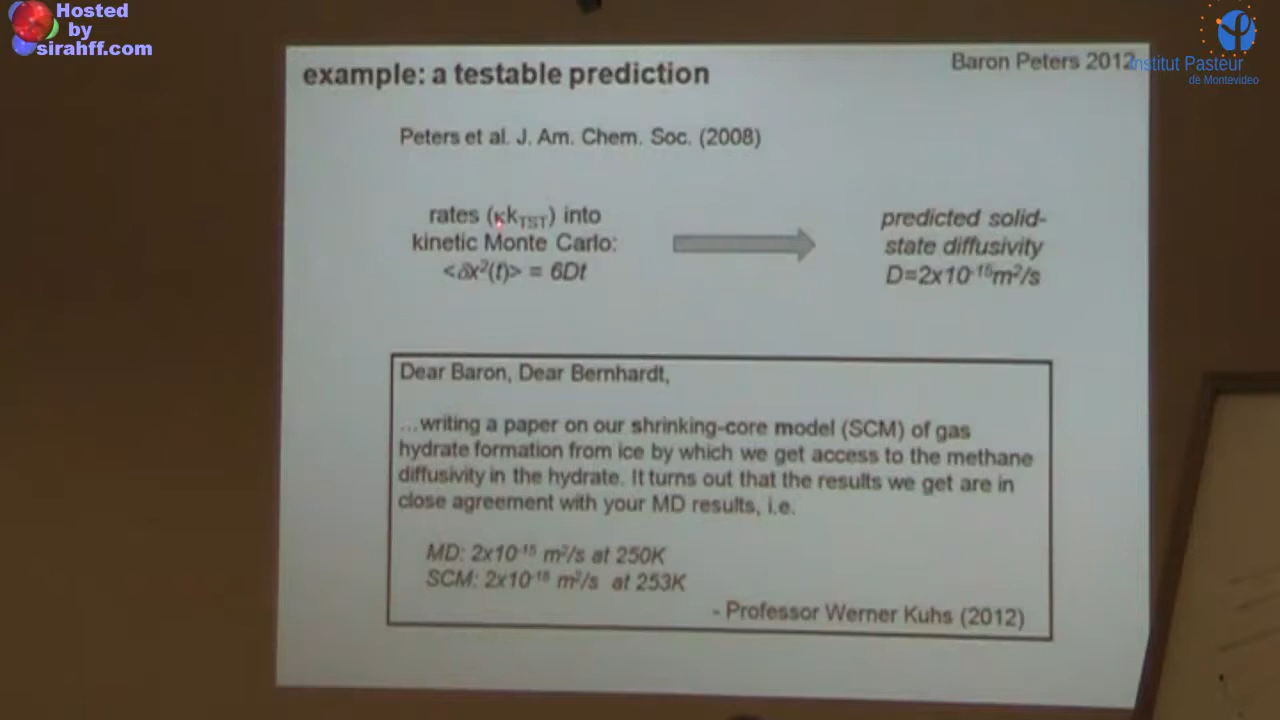 Hosted
by
sirahff.com
Baron Peters 2012
Institut Pasteur
de Montevideo
example: a testable prediction
Peters et al. J. Am. Chem. Soc. (2008)
rates (κkTST) into
kinetic Monte Carlo:
<δx²(t)> = 6Dt
predicted solid-
state diffusivity
D=2x10⁻¹⁵m²/s
Dear Baron, Dear Bernhardt,
...writing a paper on our shrinking-core model (SCM) of gas
hydrate formation from ice by which we get access to the methane
diffusivity in the hydrate. It turns out that the results we get are in
close agreement with your MD results, i.e.
MD: 2x10⁻¹⁵ m²/s at 250K
SCM: 2x10 m²/s at 253K
- Professor Werner Kuhs (2012)